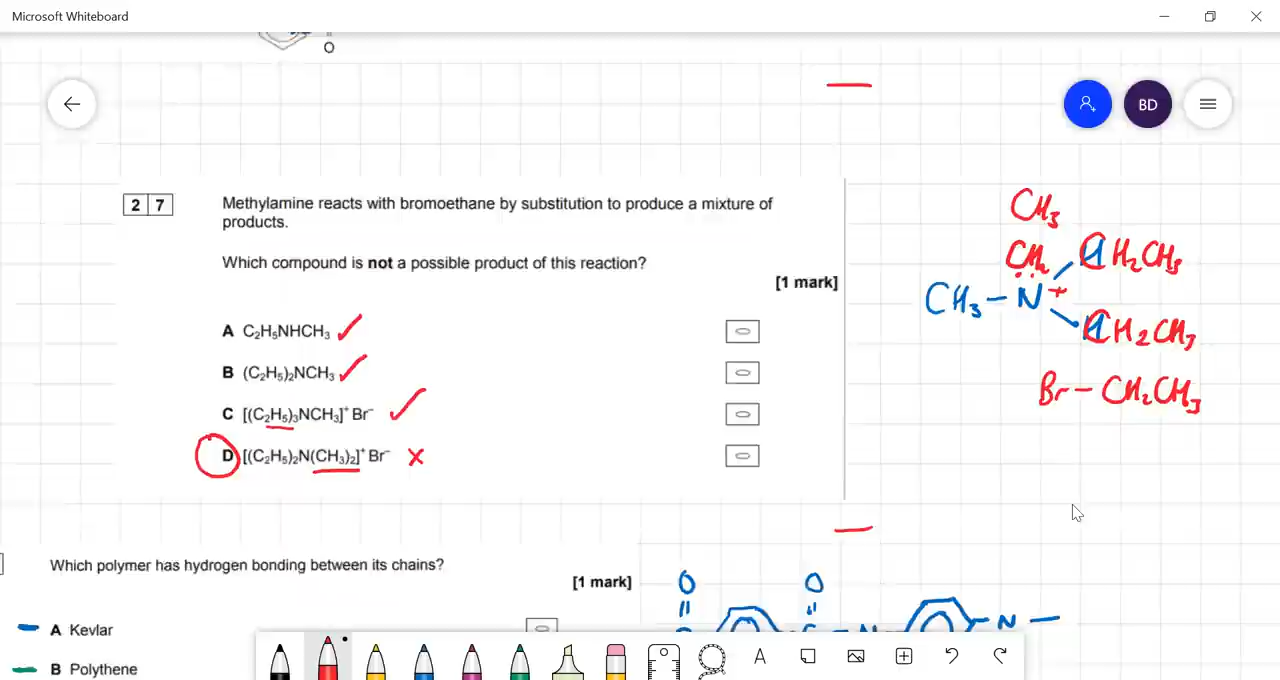 Microsoft Whiteboard
O
BD
2 7
Methylamine reacts with bromoethane by substitution to produce a mixture of
products.
Which compound is not a possible product of this reaction?
[1 mark]
A C₂H₅NHCH₃
B (C₂H₅)₂NCH₃
C [(C₂H₅)₃NCH₃]⁺ Br⁻
D [(C₂H₅)₂N(CH₃)₂]⁺ Br⁻
CH₃
CH₂
CH₂CH₃
CH₃ – N +
CH₂CH₃
Br – CH₂CH₃
Which polymer has hydrogen bonding between its chains?
[1 mark]
A Kevlar
B Polythene
O O
N
A